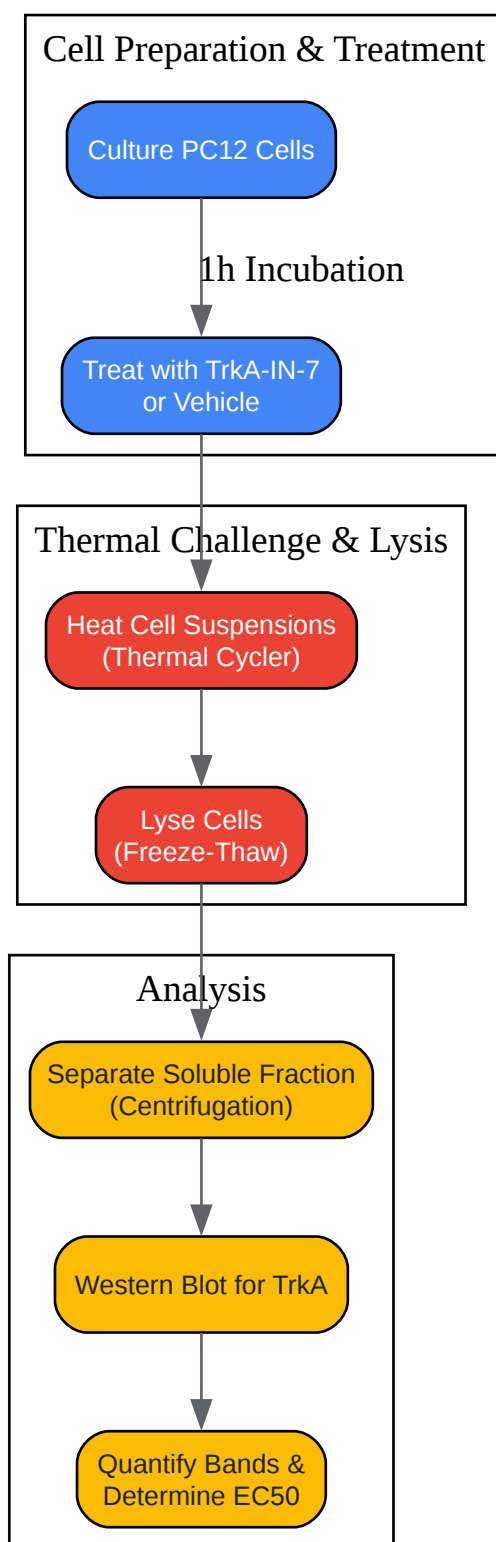 Cell Preparation & Treatment
Culture PC12 Cells
1h Incubation
Treat with TrkA-IN-7
or Vehicle
Thermal Challenge & Lysis
Heat Cell Suspensions
(Thermal Cycler)
Lyse Cells
(Freeze-Thaw)
Analysis
Separate Soluble Fraction
(Centrifugation)
Western Blot for TrkA
Quantify Bands &
Determine EC50